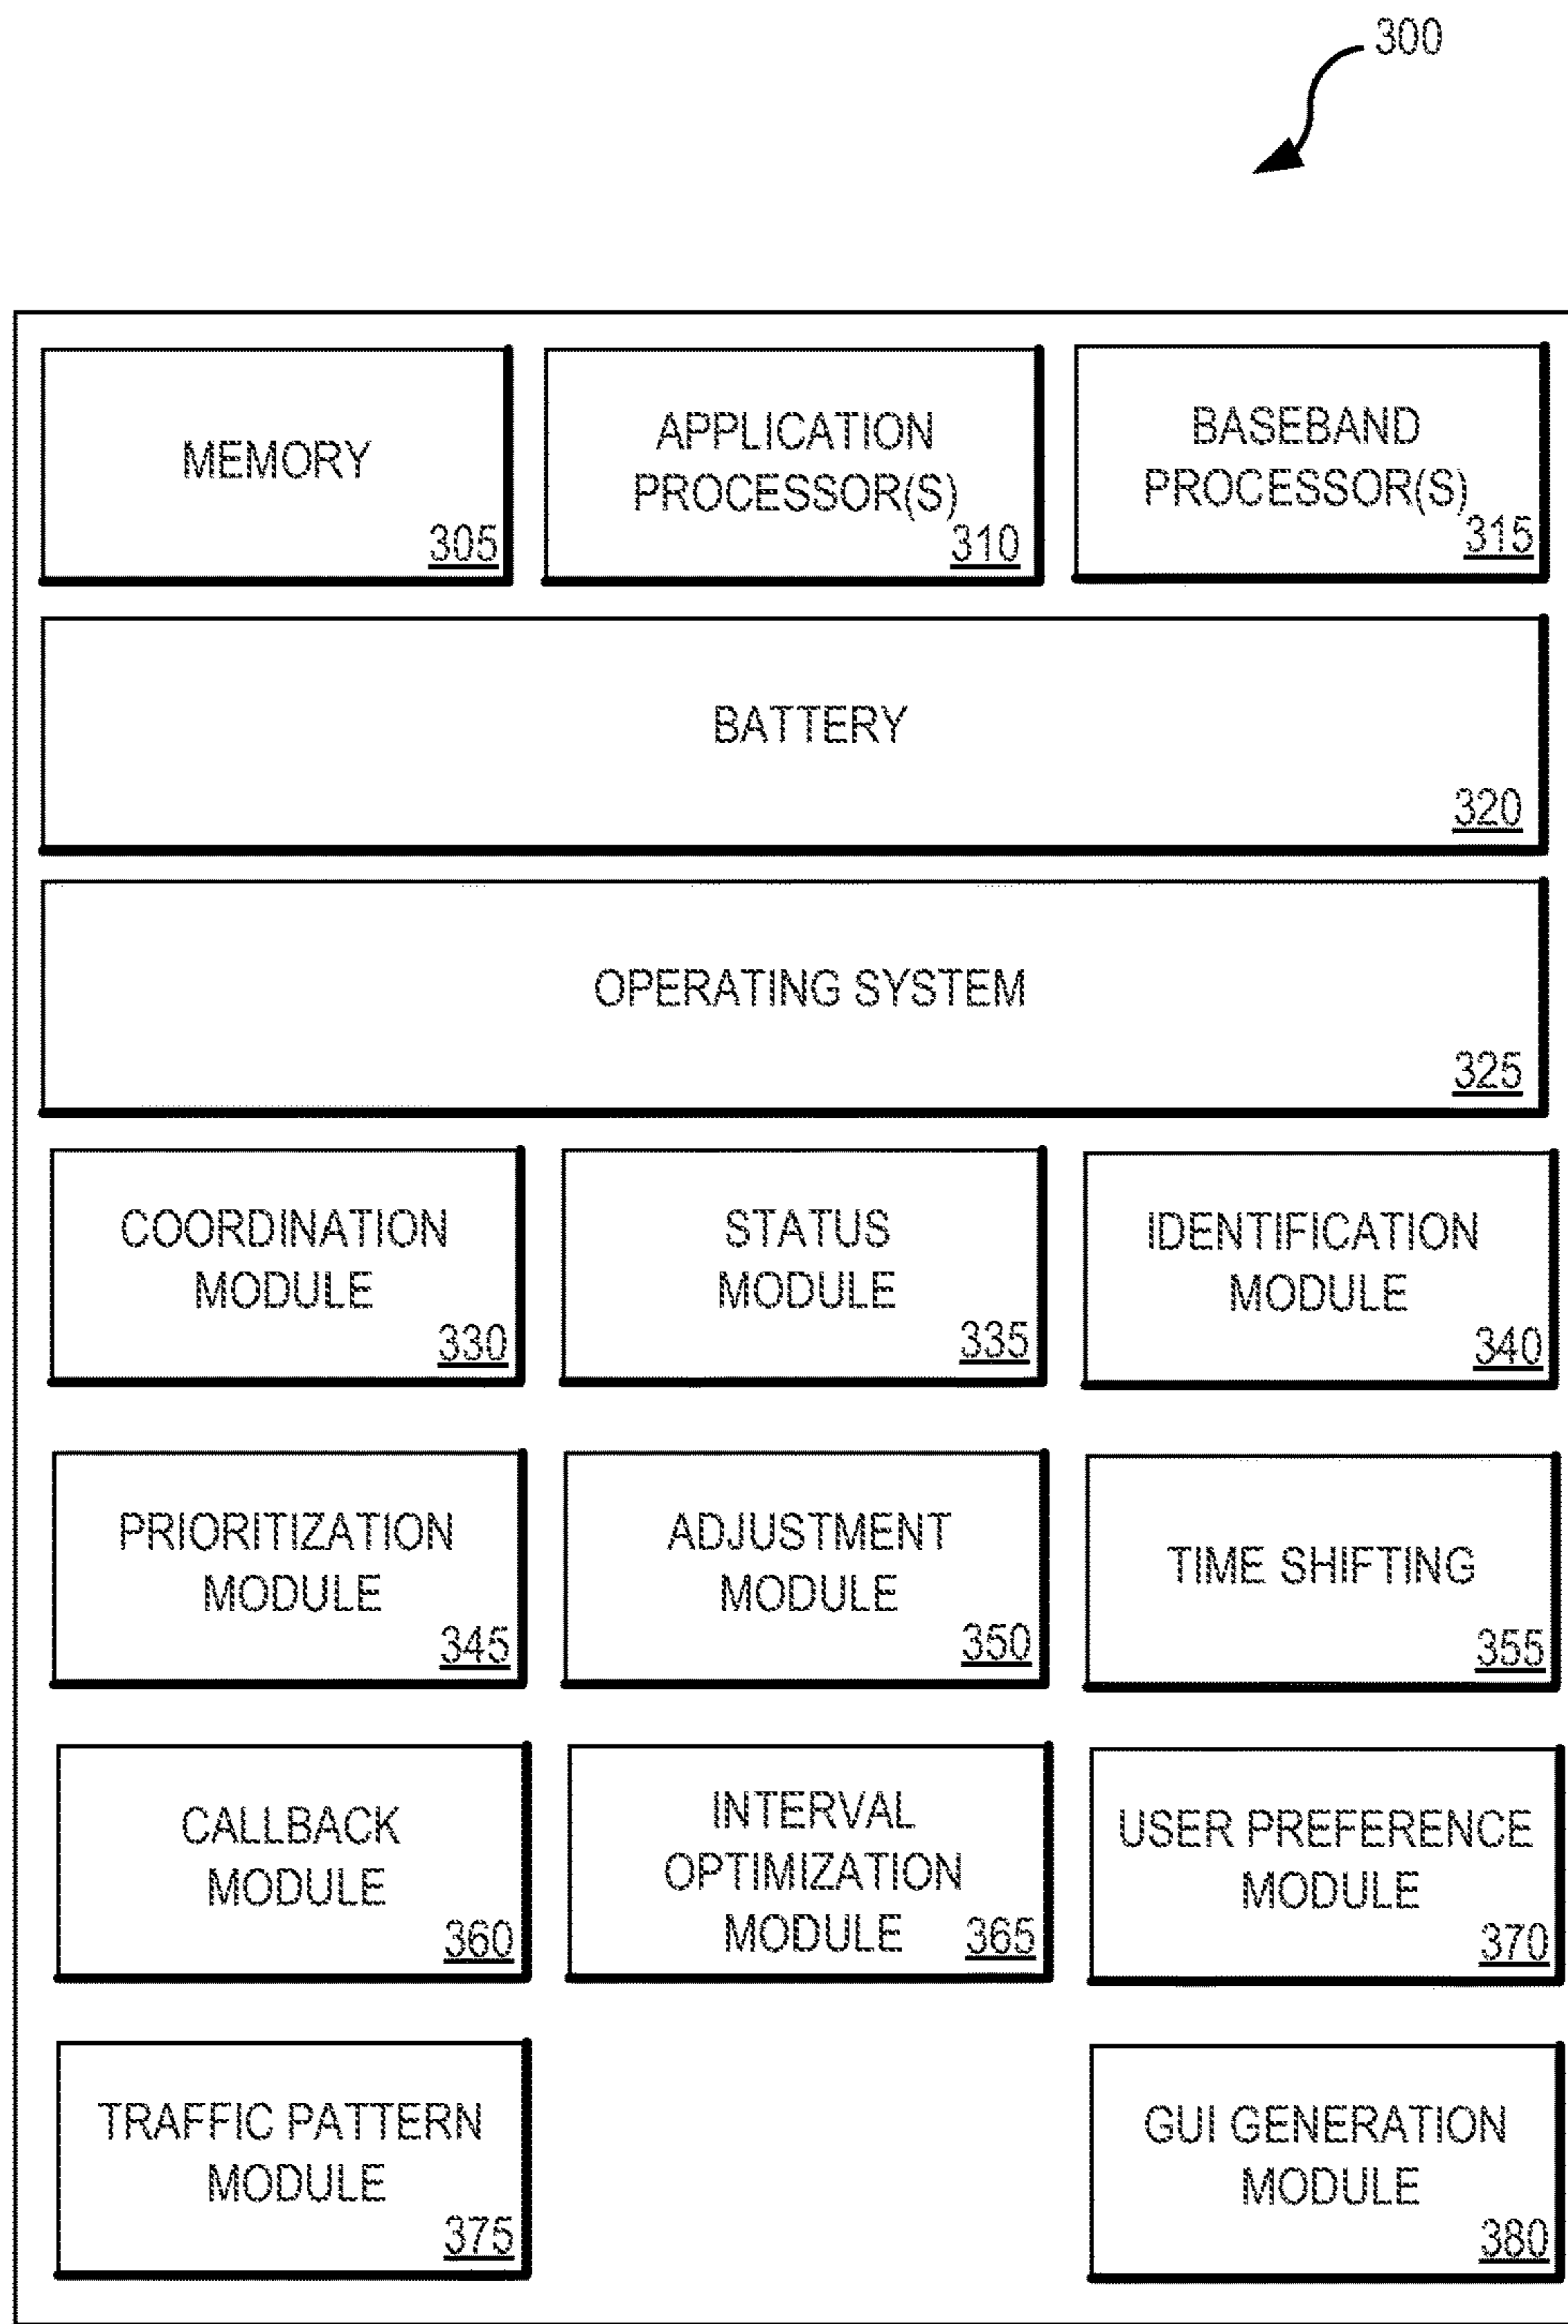 300
MEMORY
305
APPLICATION
PROCESSOR(S)
310
BASEBAND
PROCESSOR(S)
315
BATTERY
320
OPERATING SYSTEM
325
COORDINATION
MODULE
330
STATUS
MODULE
335
IDENTIFICATION
MODULE
340
PRIORITIZATION
MODULE
345
ADJUSTMENT
MODULE
350
TIME SHIFTING
355
CALLBACK
MODULE
360
INTERVAL
OPTIMIZATION
MODULE
365
USER PREFERENCE
MODULE
370
TRAFFIC PATTERN
MODULE
375
GUI GENERATION
MODULE
380